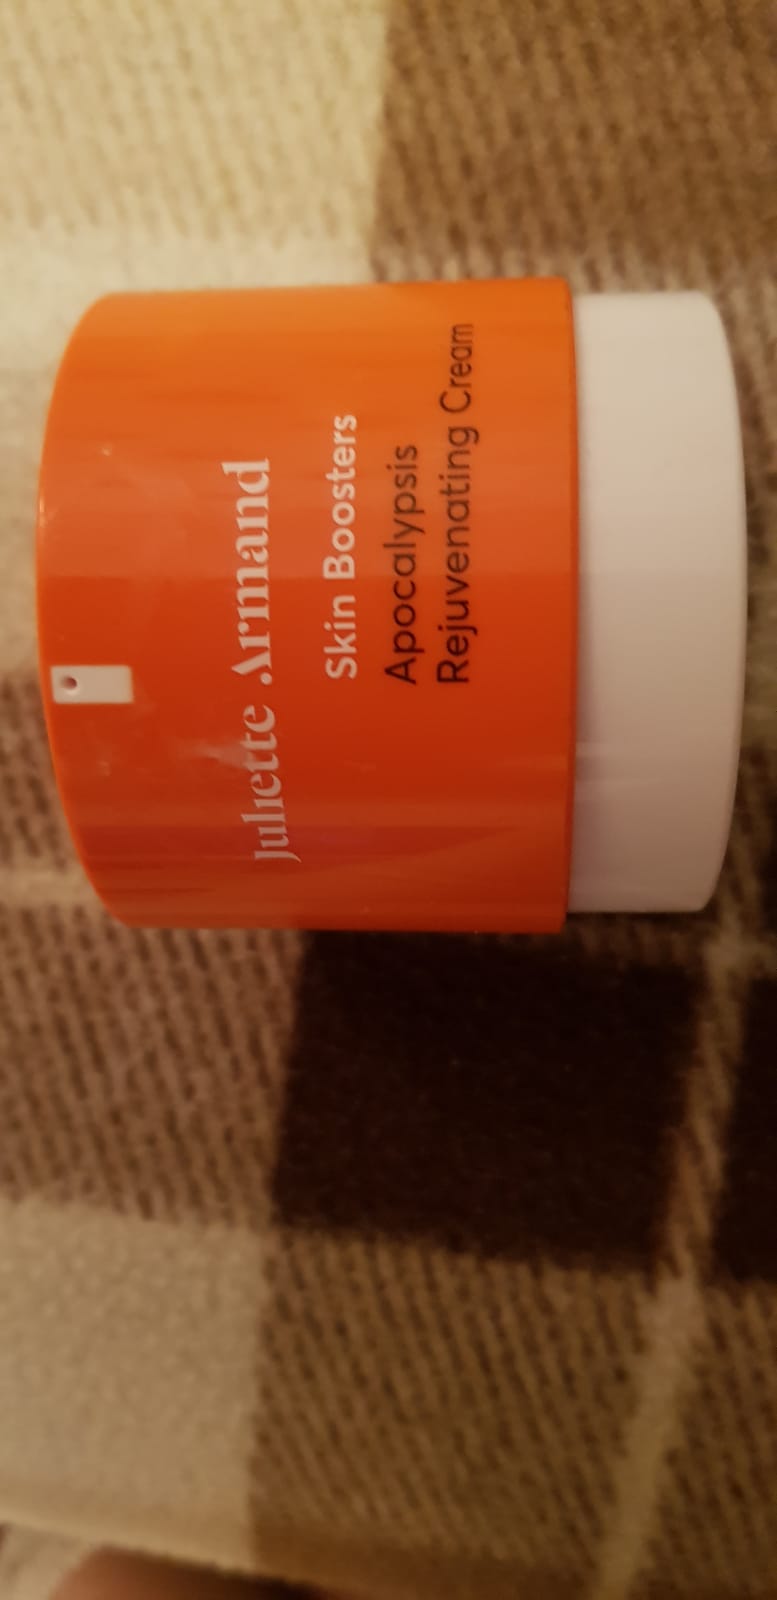 Juliette Armand
Skin Boosters
Apocalypsis
Rejuvenating Cream